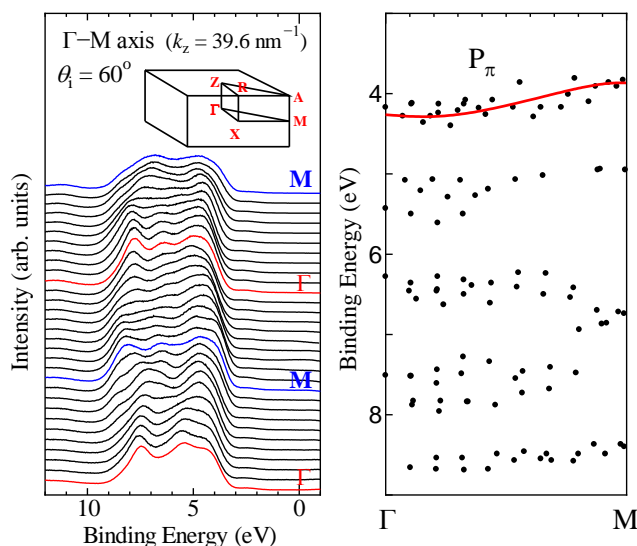 Γ−M axis (k_z = 39.6 nm⁻¹)
θ_i = 60°
Z
R
A
Γ
M
X
M
Γ
M
Γ
Intensity (arb. units)
10
5
0
Binding Energy (eV)
P_π
4
6
8
Binding Energy (eV)
Γ
M